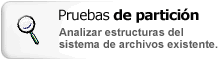 Pruebas de partición
Analizar estructuras del
sistema de archivos existente.